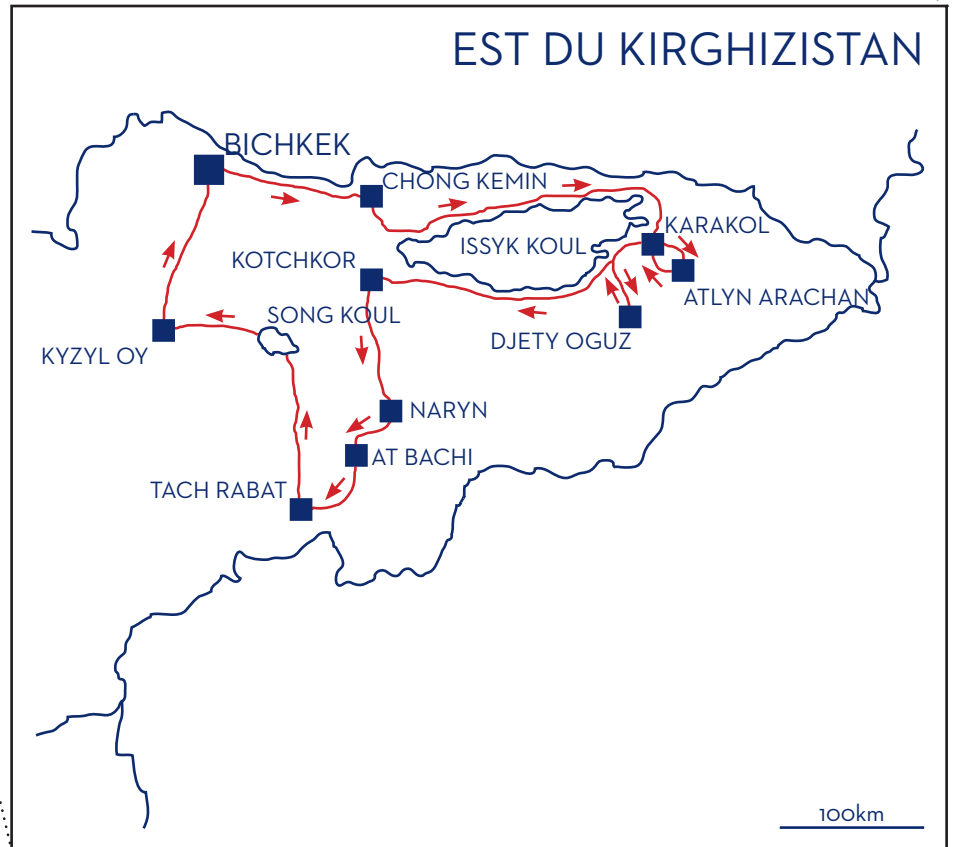 EST DU KIRGHIZISTAN
BICHKEK
CHONG KEMIN
KARAKOL
ISSYK KOUL
KOTCHKOR
ATLYN ARACHAN
SONG KOUL
DJETY OGUZ
KYZYL OY
NARYN
AT BACHI
TACH RABAT
100km